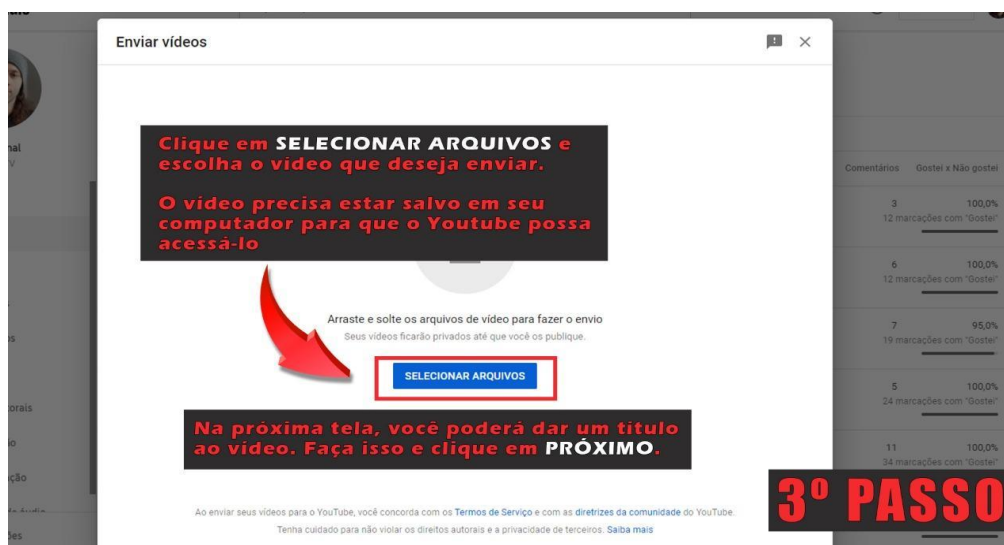 Enviar vídeos
Clique em SELECIONAR ARQUIVOS e
escolha o vídeo que deseja enviar.
O vídeo precisa estar salvo em seu
computador para que o Youtube possa
acessá-lo
Arraste e solte os arquivos de vídeo para fazer o envio
Seus vídeos ficarão privados até que você os publique.
SELECIONAR ARQUIVOS
Na próxima tela, você poderá dar um titulo
ao vídeo. Faça isso e clique em PRÓXIMO.
Ao enviar seus vídeos para o YouTube, você concorda com os Termos de Serviço e com as diretrizes da comunidade do YouTube.
Tenha cuidado para não violar os direitos autorais e a privacidade de terceiros. Saiba mais
Comentários Gostei x Não gostei
3 100,0%
12 marcações com "Gostei"
6 100,0%
12 marcações com "Gostei"
7 95,0%
19 marcações com "Gostei"
5 100,0%
24 marcações com "Gostei"
11 100,0%
34 marcações com "Gostei"
3º PASSO